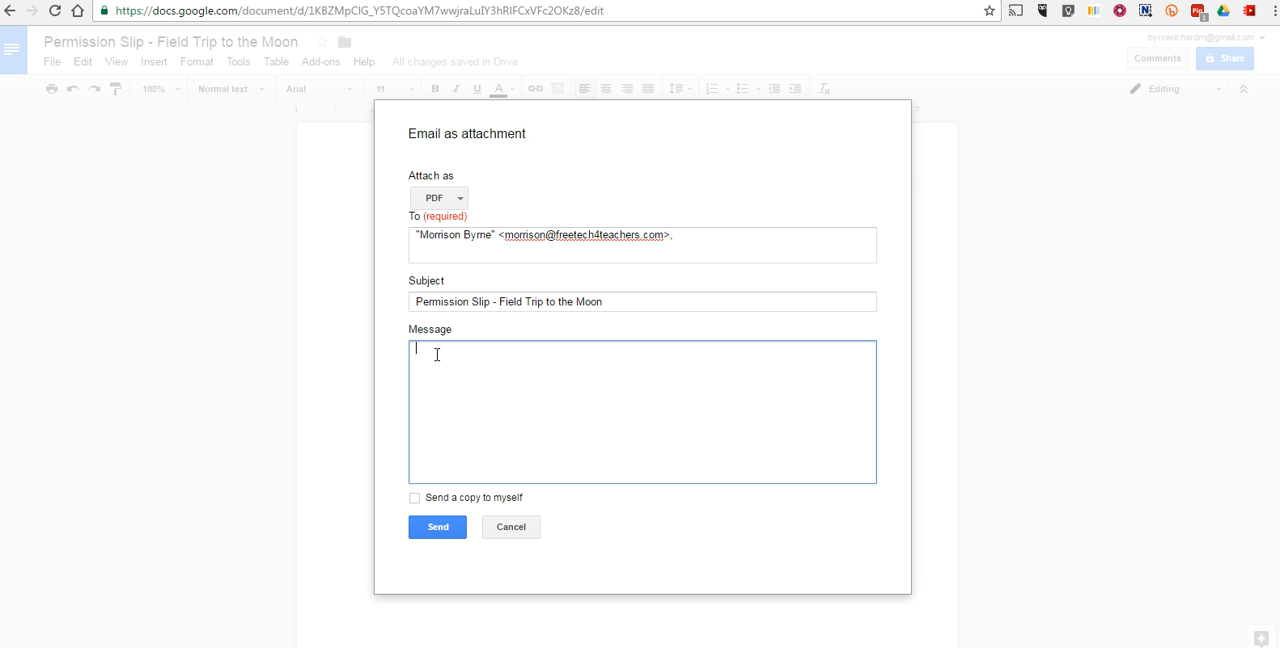 https://docs.google.com/document/d/1KBZMpCIG_Y5TQcoaYM7wwjraLuIY3hRIFCxVFc2OKz8/edit
Permission Slip - Field Trip to the Moon
byrnerichardm@gmail.com
File Edit View Insert Format Tools Table Add-ons Help All changes saved in Drive
Comments
Share
100% Normal text Arial 11 B I U A Editing
Email as attachment
Attach as
PDF
To (required)
"Morrison Byrne" <morrison@freetech4teachers.com>,
Subject
Permission Slip - Field Trip to the Moon
Message
Send a copy to myself
Send Cancel